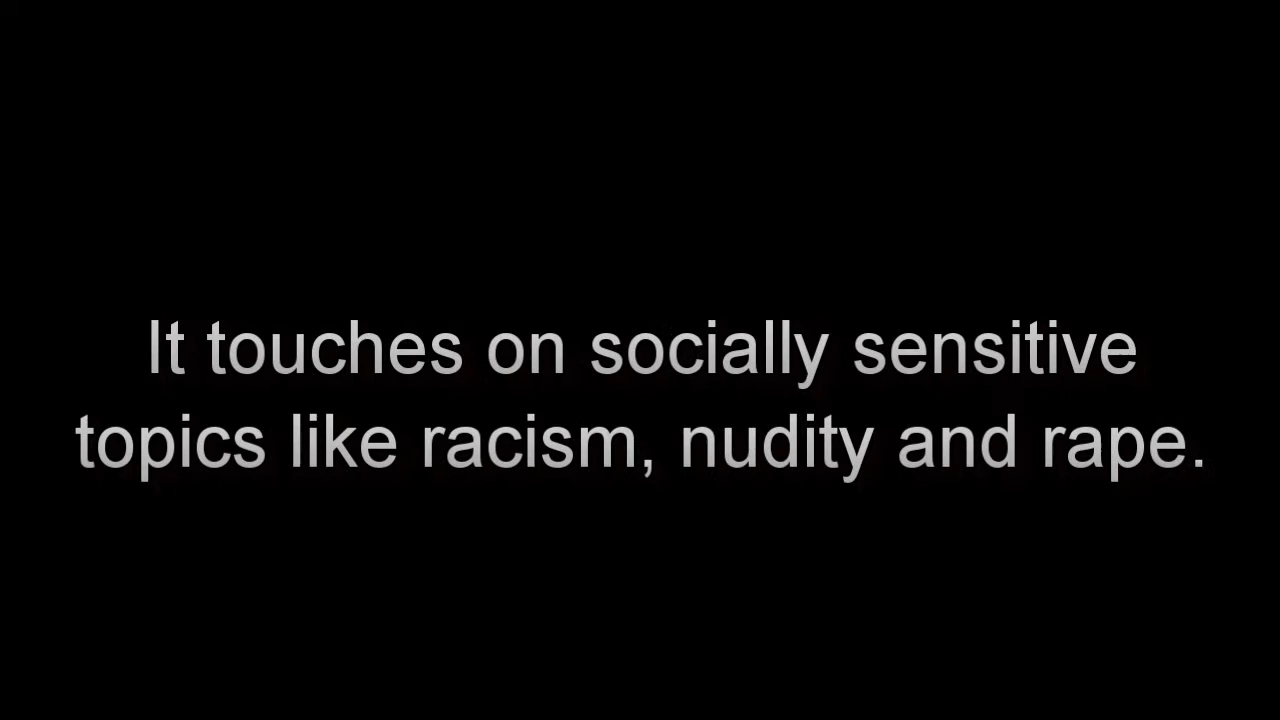 It touches on socially sensitive
topics like racism, nudity and rape.